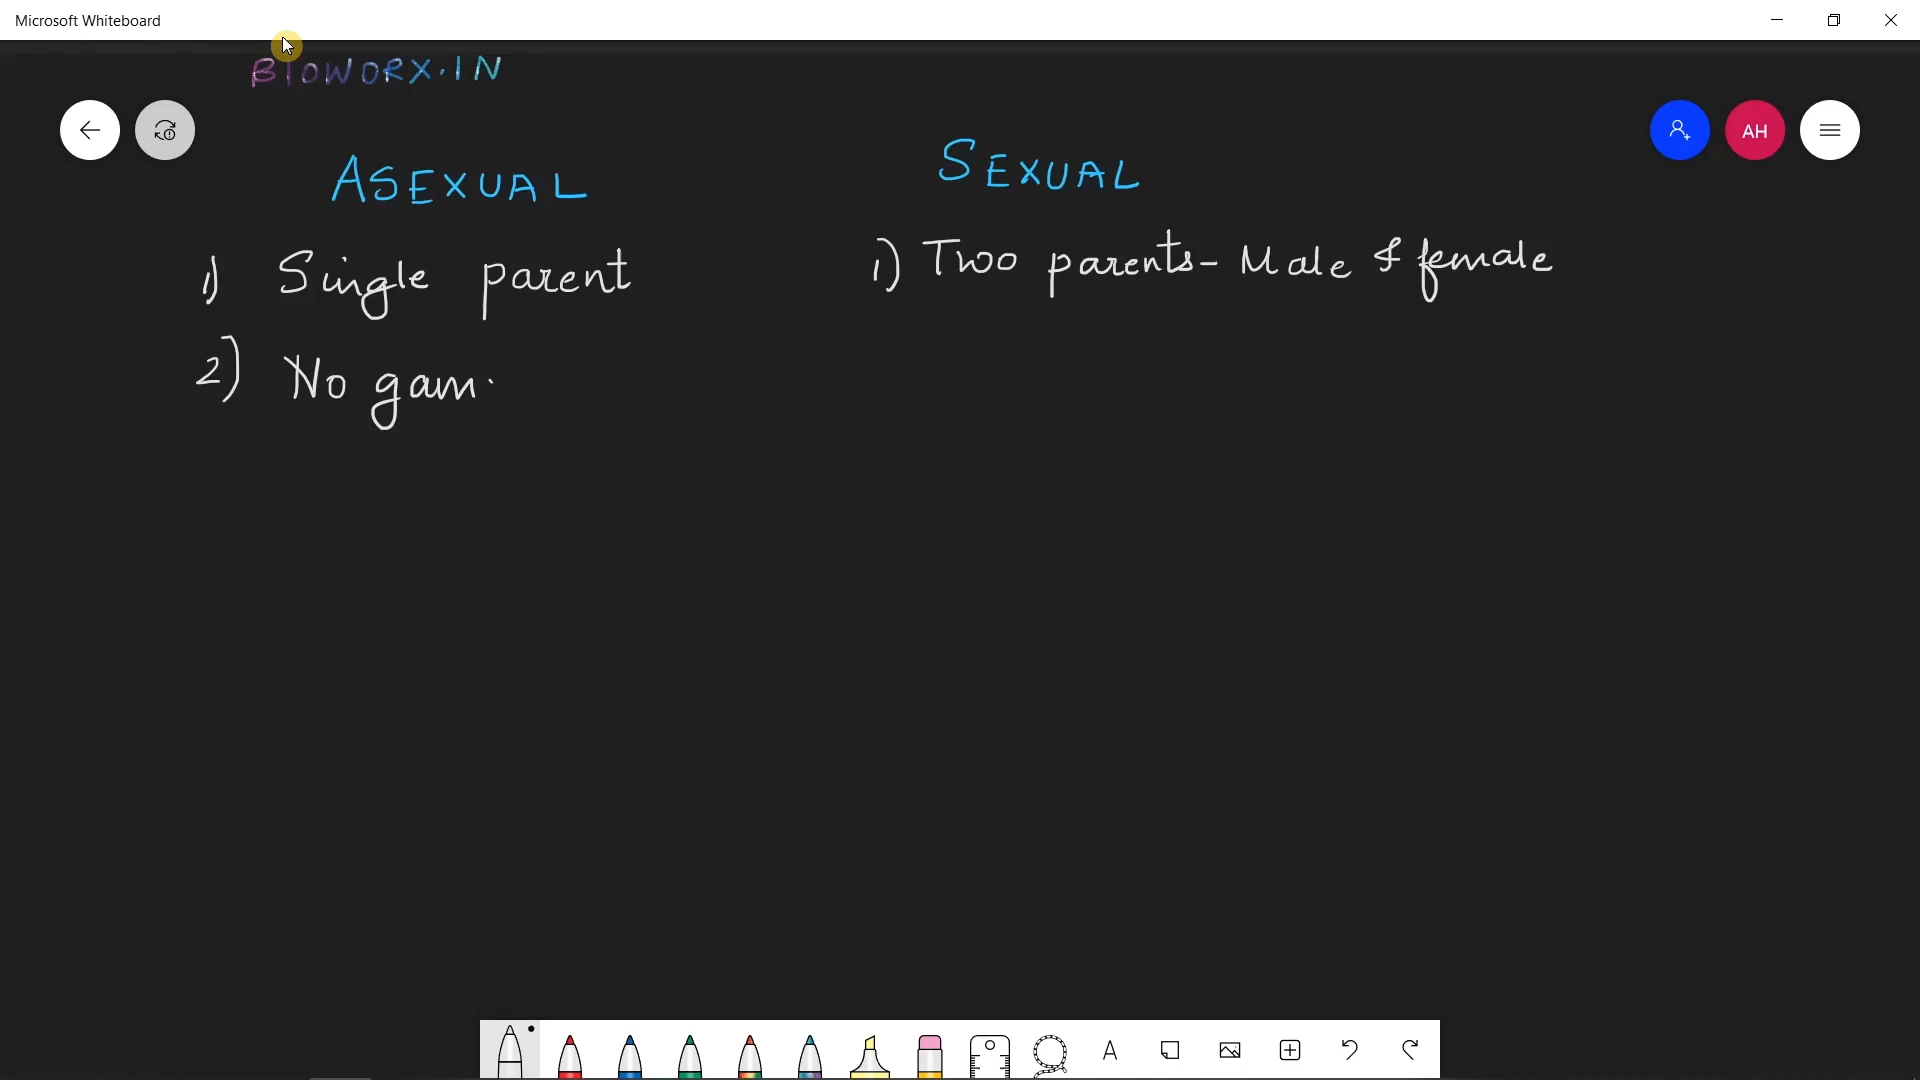 Microsoft Whiteboard
BIOWORX.IN
AH
ASEXUAL
SEXUAL
1) Single parent
1) Two parents - Male & female
2) No gam
A